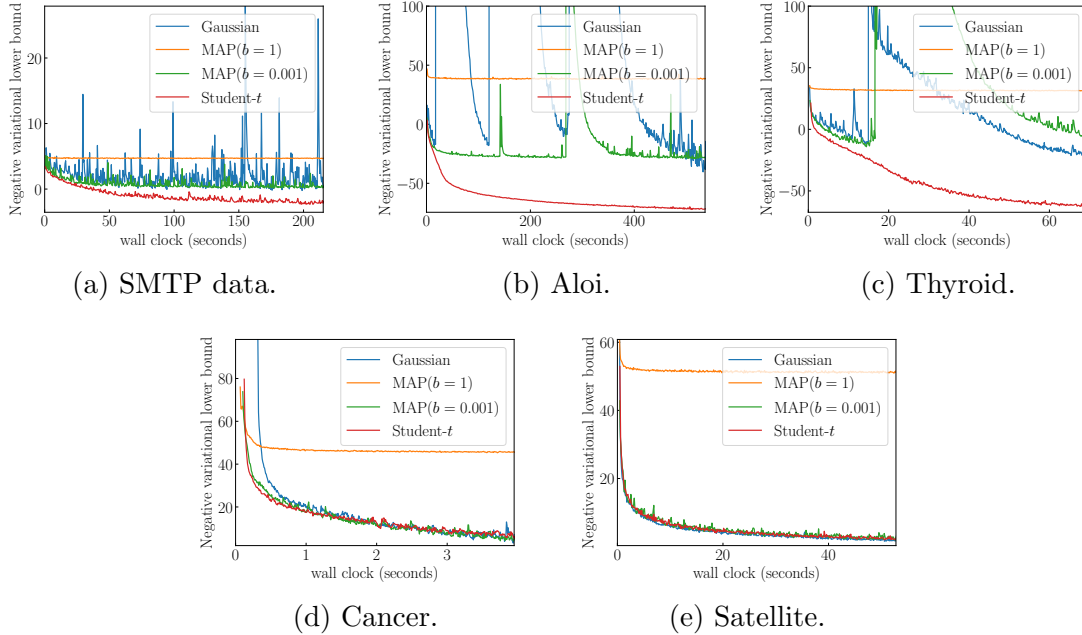 Negative variational lower bound
20
10
0
Gaussian
MAP(b = 1)
MAP(b = 0.001)
Student-t
0 50 100 150 200
wall clock (seconds)
(a) SMTP data.
Negative variational lower bound
100
50
0
−50
Gaussian
MAP(b = 1)
MAP(b = 0.001)
Student-t
0 200 400
wall clock (seconds)
(b) Aloi.
Negative variational lower bound
100
50
0
−50
Gaussian
MAP(b = 1)
MAP(b = 0.001)
Student-t
0 20 40 60
wall clock (seconds)
(c) Thyroid.
Negative variational lower bound
80
60
40
20
Gaussian
MAP(b = 1)
MAP(b = 0.001)
Student-t
0 1 2 3
wall clock (seconds)
(d) Cancer.
Negative variational lower bound
60
40
20
Gaussian
MAP(b = 1)
MAP(b = 0.001)
Student-t
0 20 40
wall clock (seconds)
(e) Satellite.